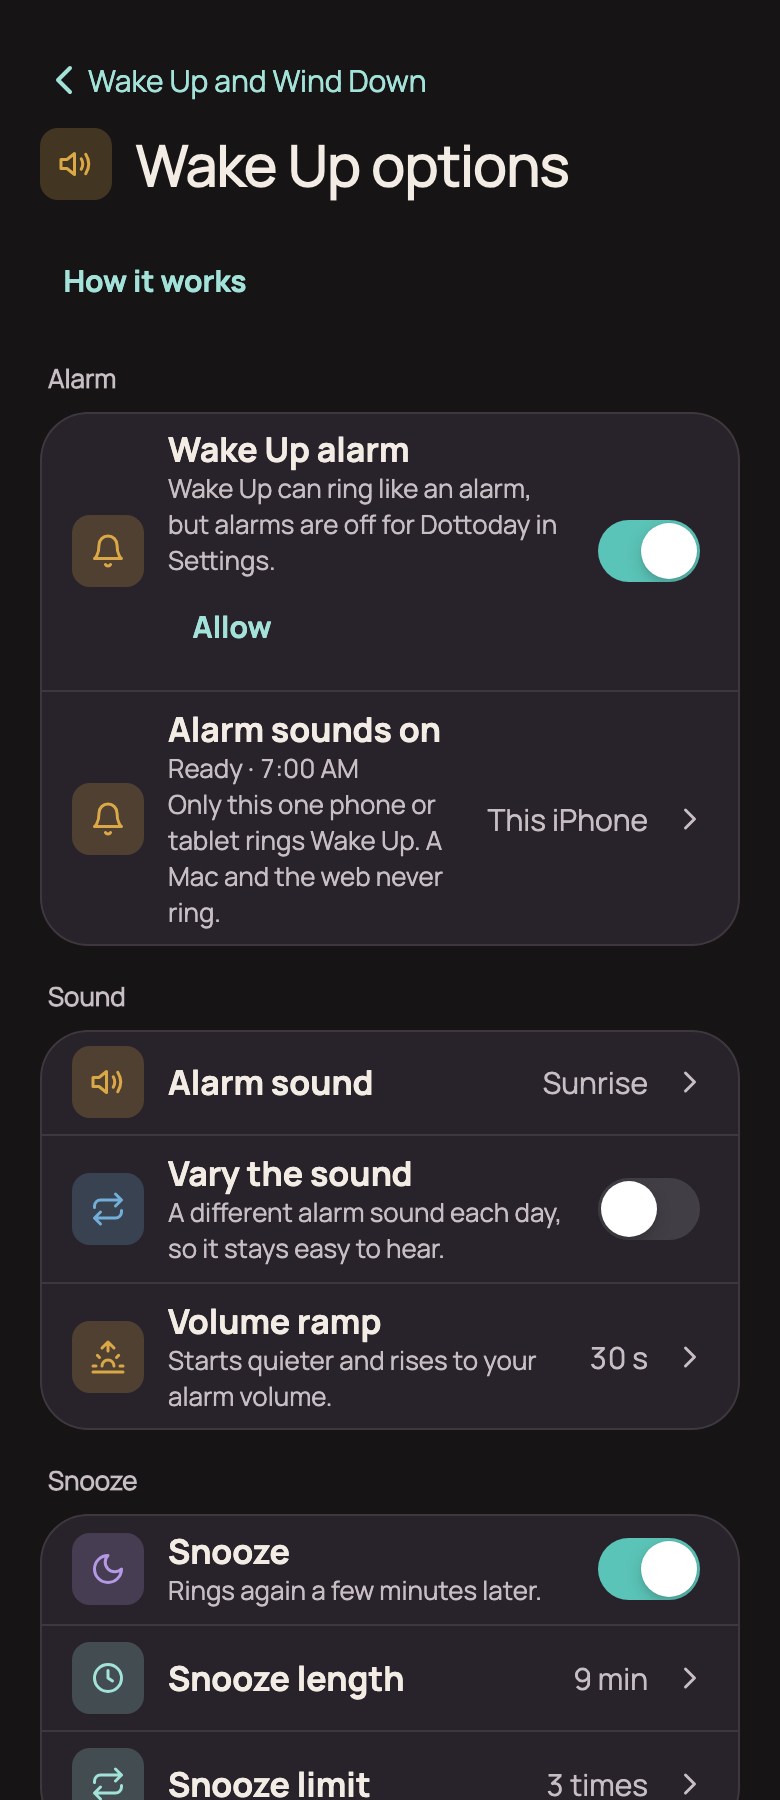 Wake Up and Wind Down
Wake Up options
How it works
Alarm
Wake Up alarm
Wake Up can ring like an alarm,
but alarms are off for Dottoday in
Settings.
Allow
Alarm sounds on
Ready · 7:00 AM
Only this one phone or
tablet rings Wake Up. A
Mac and the web never
ring.
This iPhone
Sound
Alarm sound
Sunrise
Vary the sound
A different alarm sound each day,
so it stays easy to hear.
Volume ramp
Starts quieter and rises to your
alarm volume.
30 s
Snooze
Snooze
Rings again a few minutes later.
Snooze length
9 min
Snooze limit
3 times